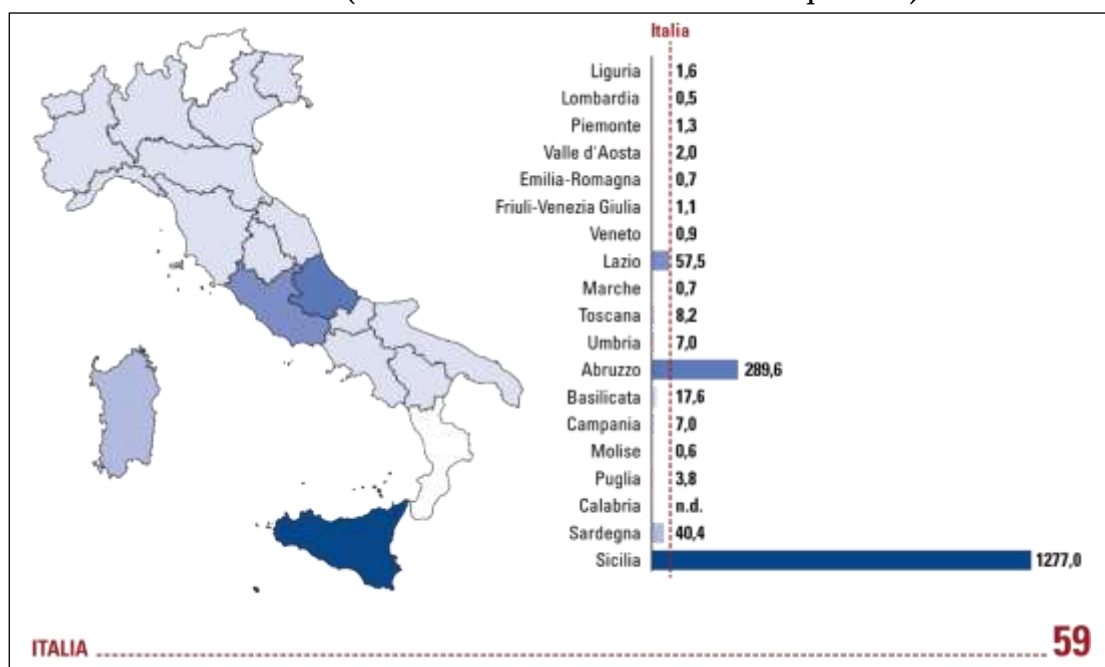 Italia
Liguria 1,6
Lombardia 0,5
Piemonte 1,3
Valle d'Aosta 2,0
Emilia-Romagna 0,7
Friuli-Venezia Giulia 1,1
Veneto 0,9
Lazio 57,5
Marche 0,7
Toscana 8,2
Umbria 7,0
Abruzzo 289,6
Basilicata 17,6
Campania 7,0
Molise 0,6
Puglia 3,8
Calabria n.d.
Sardegna 40,4
Sicilia 1277,0
ITALIA 59